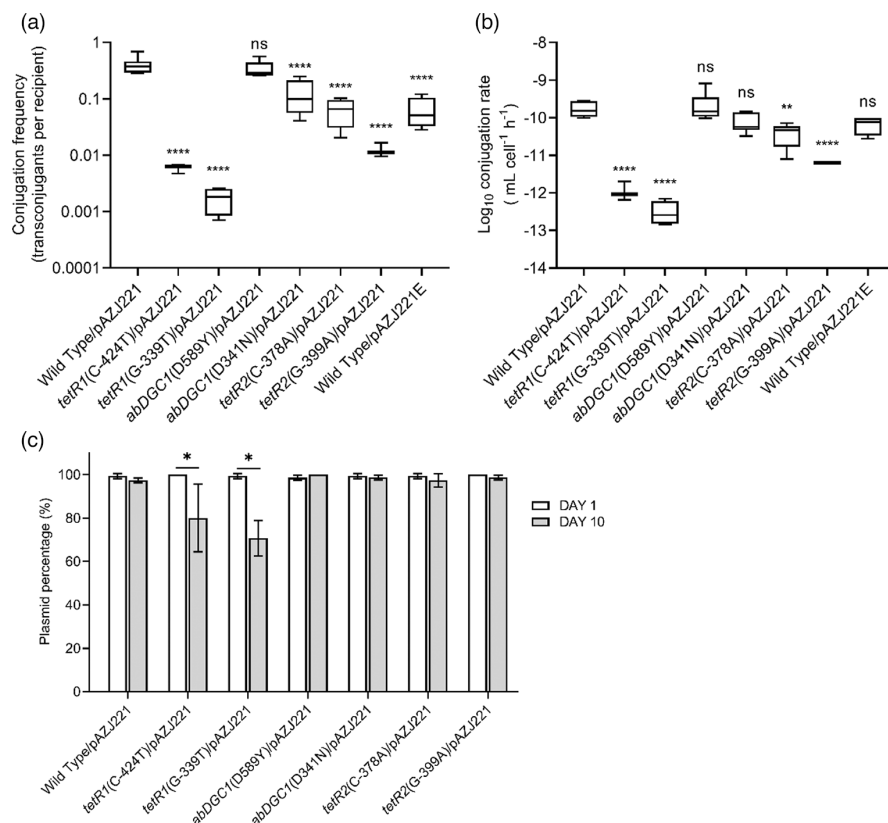 (a)
Conjugation frequency
(transconjugants per recipient)
1
0.1
0.01
0.001
0.0001
****
****
ns
****
****
****
****
Wild Type/pAZJ221
tetR1(C-424T)/pAZJ221
tetR1(G-339T)/pAZJ221
abDGC1(D589Y)/pAZJ221
abDGC1(D341N)/pAZJ221
tetR2(C-378A)/pAZJ221
tetR2(G-399A)/pAZJ221
Wild Type/pAZJ221E
(b)
Log10 conjugation rate
( mL cell-1 h-1)
-8
-9
-10
-11
-12
-13
-14
****
****
ns
ns
**
****
ns
Wild Type/pAZJ221
tetR1(C-424T)/pAZJ221
tetR1(G-339T)/pAZJ221
abDGC1(D589Y)/pAZJ221
abDGC1(D341N)/pAZJ221
tetR2(C-378A)/pAZJ221
tetR2(G-399A)/pAZJ221
Wild Type/pAZJ221E
(c)
Plasmid percentage (%)
100
80
60
40
20
0
*
*
DAY 1
DAY 10
Wild Type/pAZJ221
tetR1(C-424T)/pAZJ221
tetR1(G-339T)/pAZJ221
abDGC1(D589Y)/pAZJ221
abDGC1(D341N)/pAZJ221
tetR2(C-378A)/pAZJ221
tetR2(G-399A)/pAZJ221